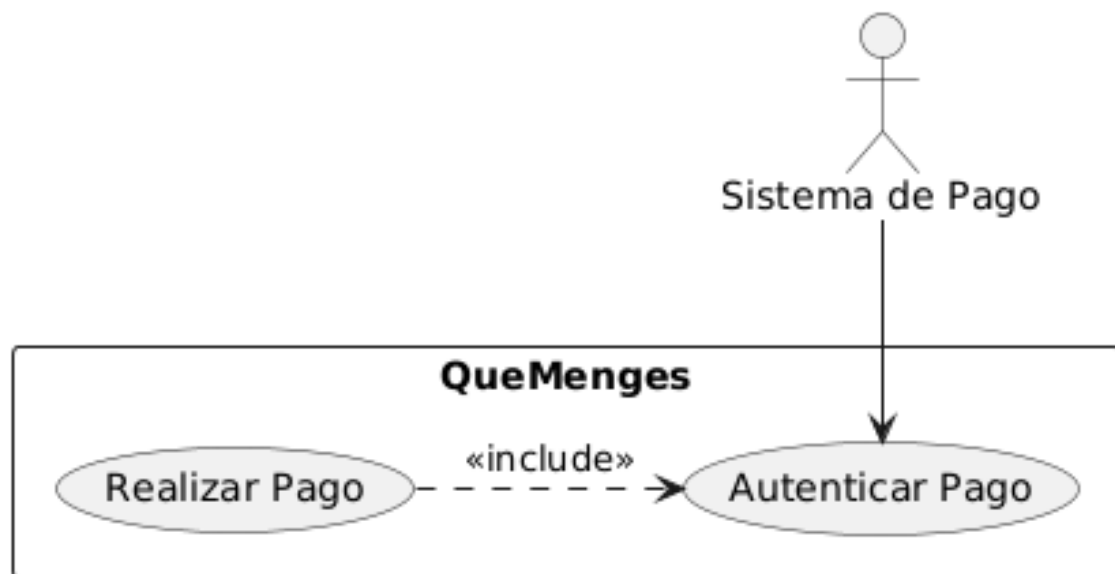 Sistema de Pago
QueMenges
«include»
Realizar Pago
Autenticar Pago